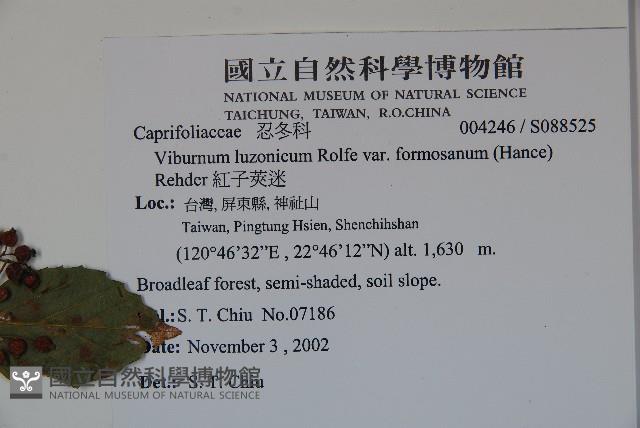 國立自然科學博物館
NATIONAL MUSEUM OF NATURAL SCIENCE
TAICHUNG, TAIWAN, R.O.CHINA
Caprifoliaceae 忍冬科 004246 / S088525
Viburnum luzonicum Rolfe var. formosanum (Hance)
Rehder 紅子莢迷
Loc.: 台灣, 屏東縣, 神祉山
Taiwan, Pingtung Hsien, Shenchihshan
(120°46'32”E , 22°46'12”N) alt. 1,630 m.
Broadleaf forest, semi-shaded, soil slope.
Col.: S. T. Chiu No.07186
Date: November 3 , 2002
Det.: S. T. Chiu
國立自然科學博物館
NATIONAL MUSEUM OF NATURAL SCIENCE